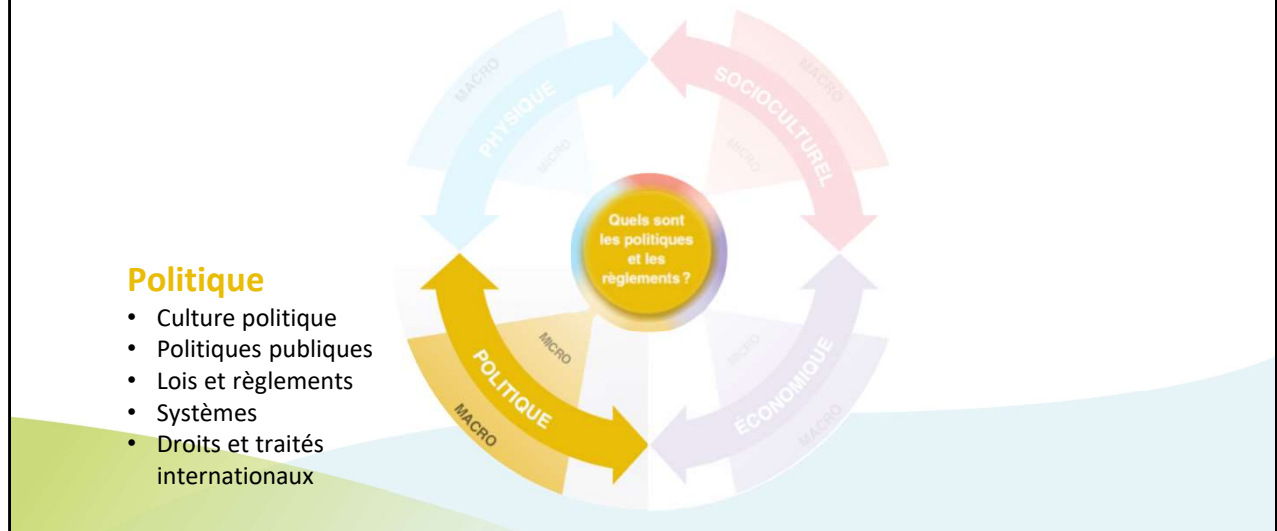 MACRO
PHYSIQUE
MICRO
MACRO
SOCIOCULTUREL
MICRO
Quels sont
les politiques
et les
règlements ?
Politique
• Culture politique
• Politiques publiques
• Lois et règlements
• Systèmes
• Droits et traités
internationaux
MICRO
POLITIQUE
MACRO
MICRO
ÉCONOMIQUE
MACRO